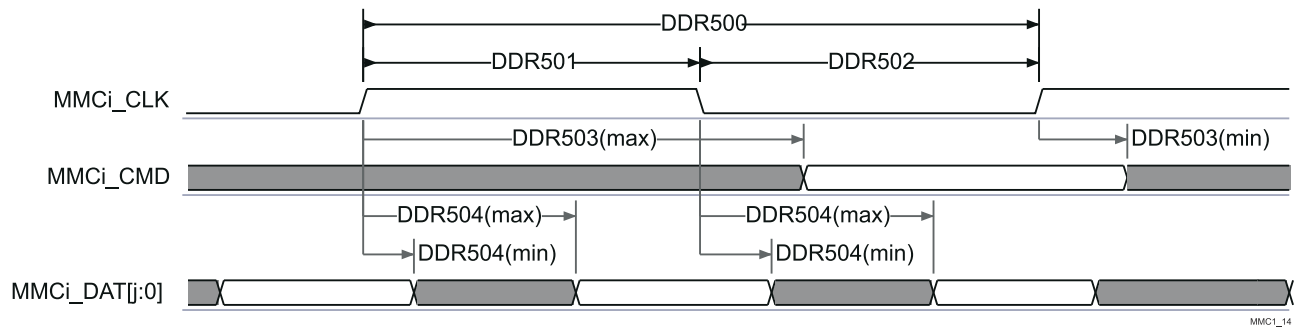 DDR500
DDR501 DDR502
MMCi_CLK
DDR503(max) DDR503(min)
MMCi_CMD
DDR504(max) DDR504(max)
DDR504(min) DDR504(min)
MMCi_DAT[j:0]
MMC1_14